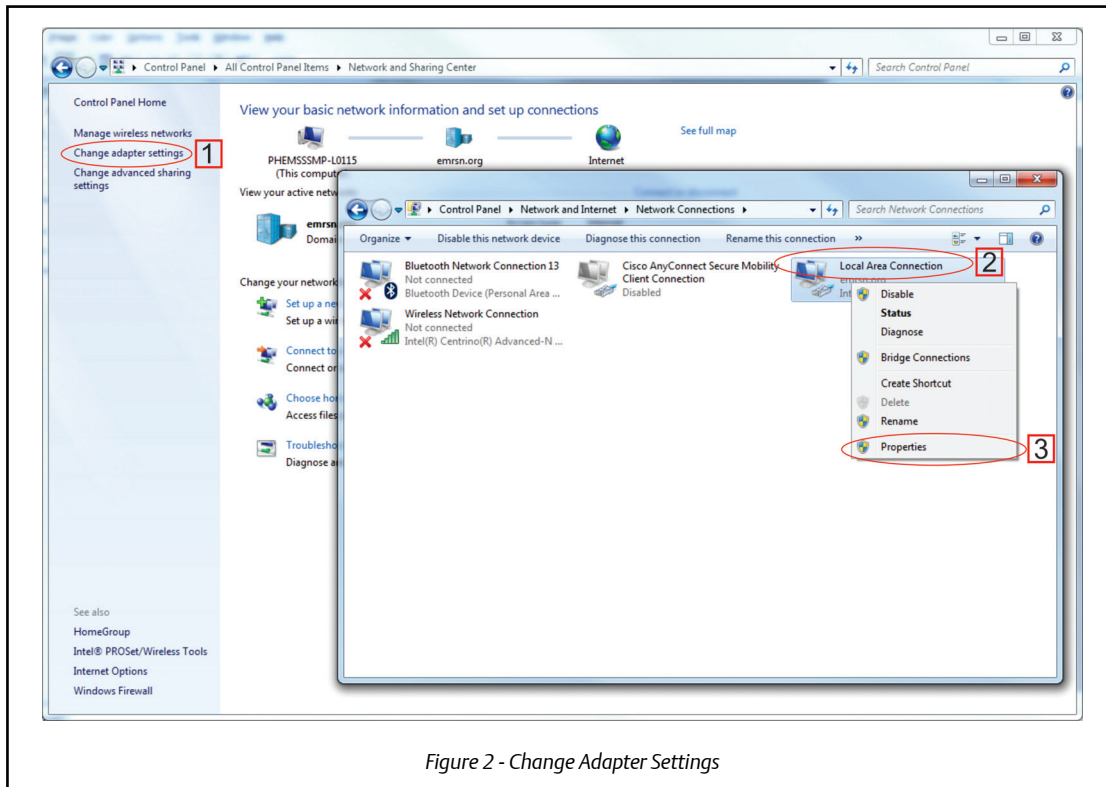 Control Panel ▸ All Control Panel Items ▸ Network and Sharing Center
Search Control Panel
Control Panel Home
Manage wireless networks
Change adapter settings
1
Change advanced sharing
settings
View your basic network information and set up connections
See full map
PHEMSSSMP-L0115
emrsn.org
Internet
(This comput
View your active netw
emrsn
Domai
Change your network
Set up a ne
Set up a wir
Connect to
Connect or
Choose ho
Access files
Troublesho
Diagnose a
See also
HomeGroup
Intel® PROSet/Wireless Tools
Internet Options
Windows Firewall
Control Panel ▸ Network and Internet ▸ Network Connections ▸
Search Network Connections
Organize
Disable this network device
Diagnose this connection
Rename this connection
»
Bluetooth Network Connection 13
Not connected
Bluetooth Device (Personal Area ...
Wireless Network Connection
Not connected
Intel(R) Centrino(R) Advanced-N ...
Cisco AnyConnect Secure Mobility
Client Connection
Disabled
Local Area Connection
2
emrsn.org
Int
Disable
Status
Diagnose
Bridge Connections
Create Shortcut
Delete
Rename
Properties
3
Figure 2 - Change Adapter Settings